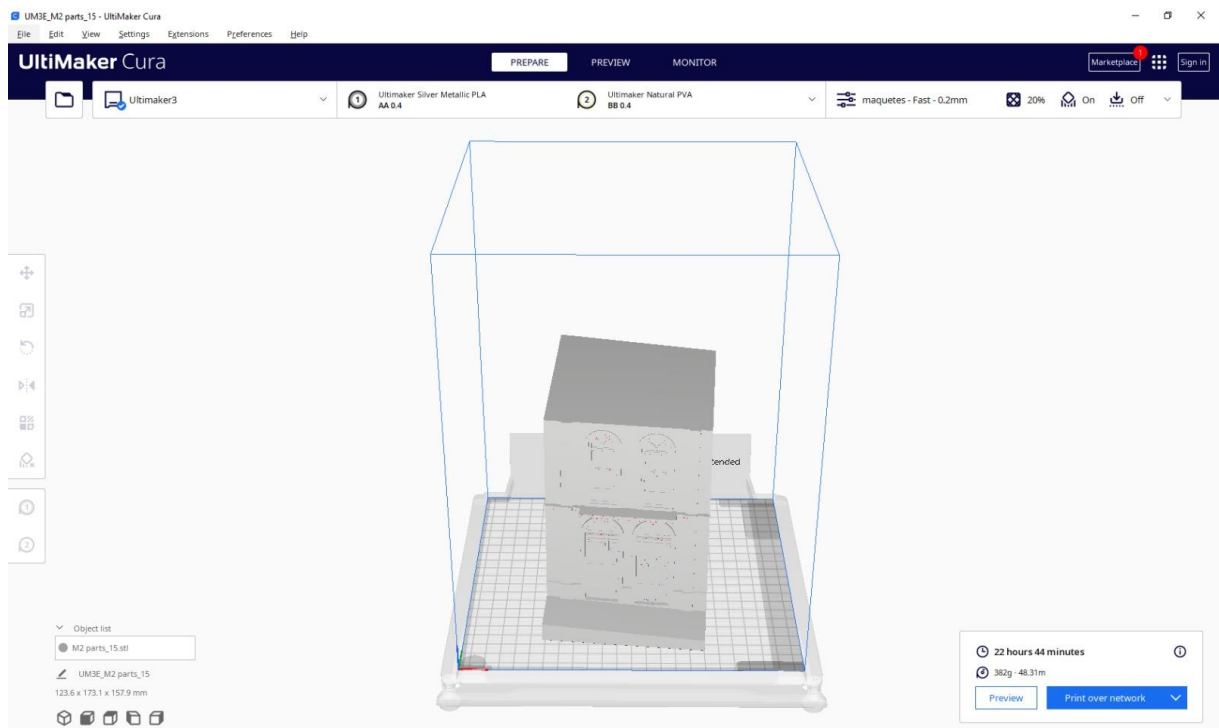 UM3E_M2 parts_15 - UltiMaker Cura
File Edit View Settings Extensions Preferences Help
UltiMaker Cura
PREPARE PREVIEW MONITOR
Marketplace 1 Sign in
Ultimaker3
1 Ultimaker Silver Metallic PLA
AA 0.4
2 Ultimaker Natural PVA
BB 0.4
maquetes - Fast - 0.2mm 20% On Off
tended
1
2
Object list
M2 parts_15.stl
UM3E_M2 parts_15
123.6 x 173.1 x 157.9 mm
22 hours 44 minutes
382g · 48.31m
Preview Print over network